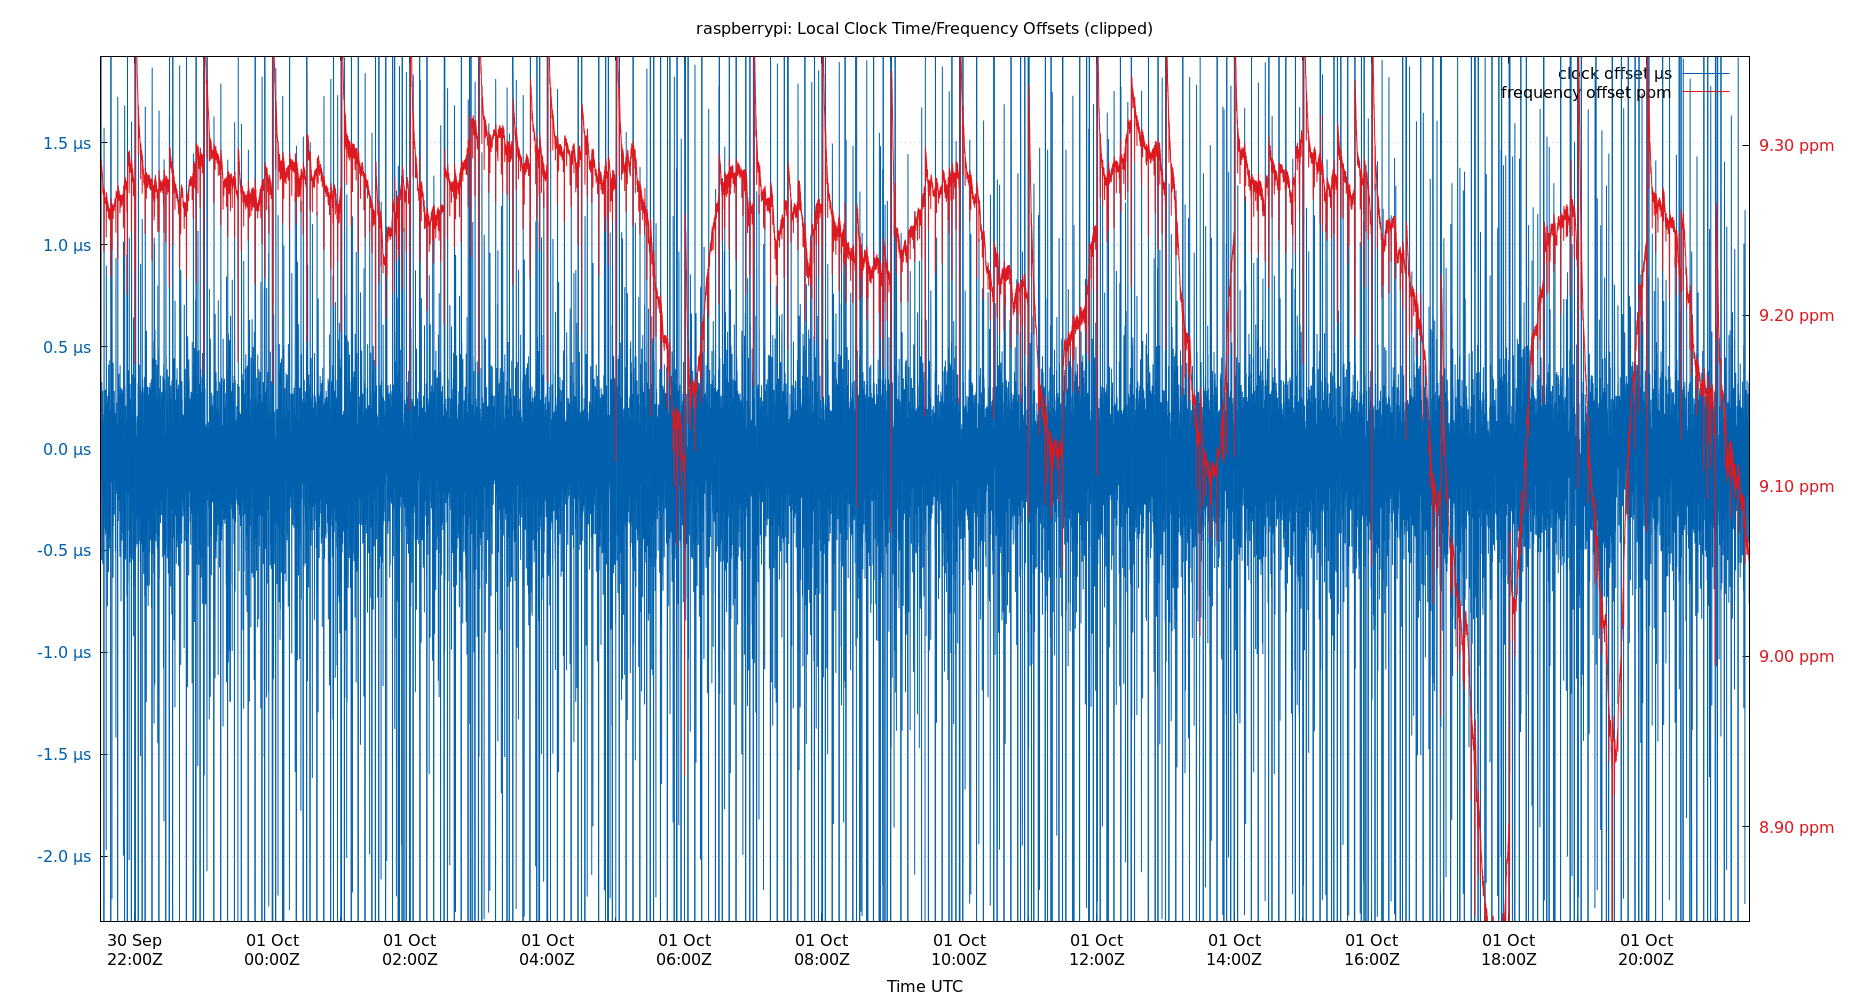 raspberrypi: Local Clock Time/Frequency Offsets (clipped)
clock offset µs
frequency offset ppm
1.5 µs
1.0 µs
0.5 µs
0.0 µs
-0.5 µs
-1.0 µs
-1.5 µs
-2.0 µs
9.30 ppm
9.20 ppm
9.10 ppm
9.00 ppm
8.90 ppm
30 Sep 01 Oct 01 Oct 01 Oct 01 Oct 01 Oct 01 Oct 01 Oct 01 Oct 01 Oct 01 Oct 01 Oct
22:00Z 00:00Z 02:00Z 04:00Z 06:00Z 08:00Z 10:00Z 12:00Z 14:00Z 16:00Z 18:00Z 20:00Z
Time UTC